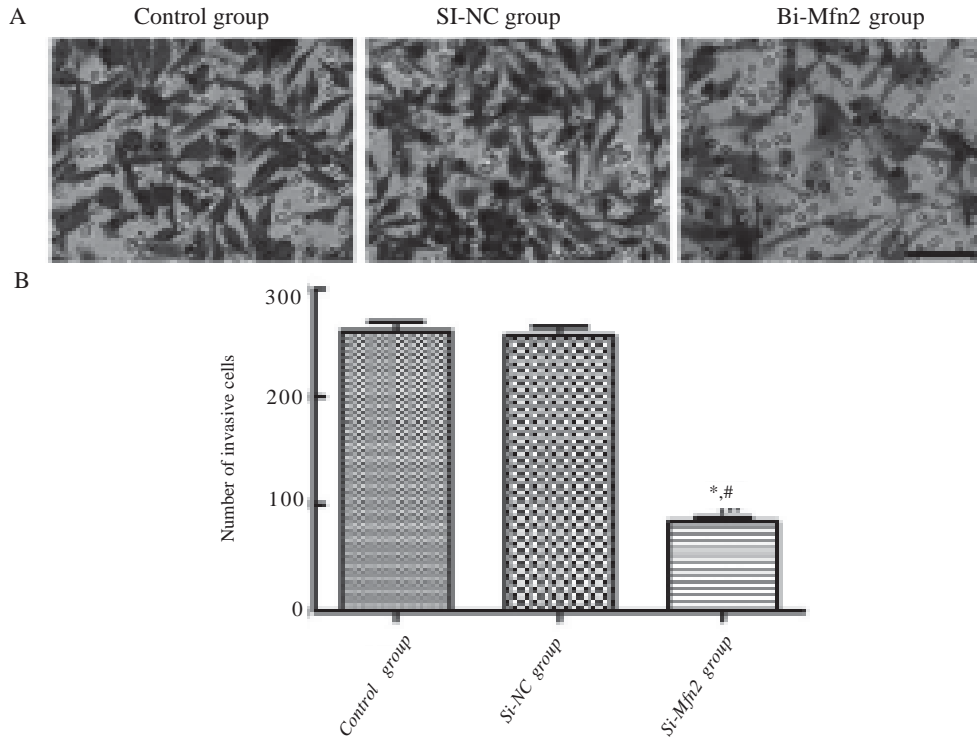 A
Control group SI-NC group Bi-Mfn2 group
B
300
200
100
0
Number of invasive cells
*,#
Control group
Si-NC group
Si-Mfn2 group